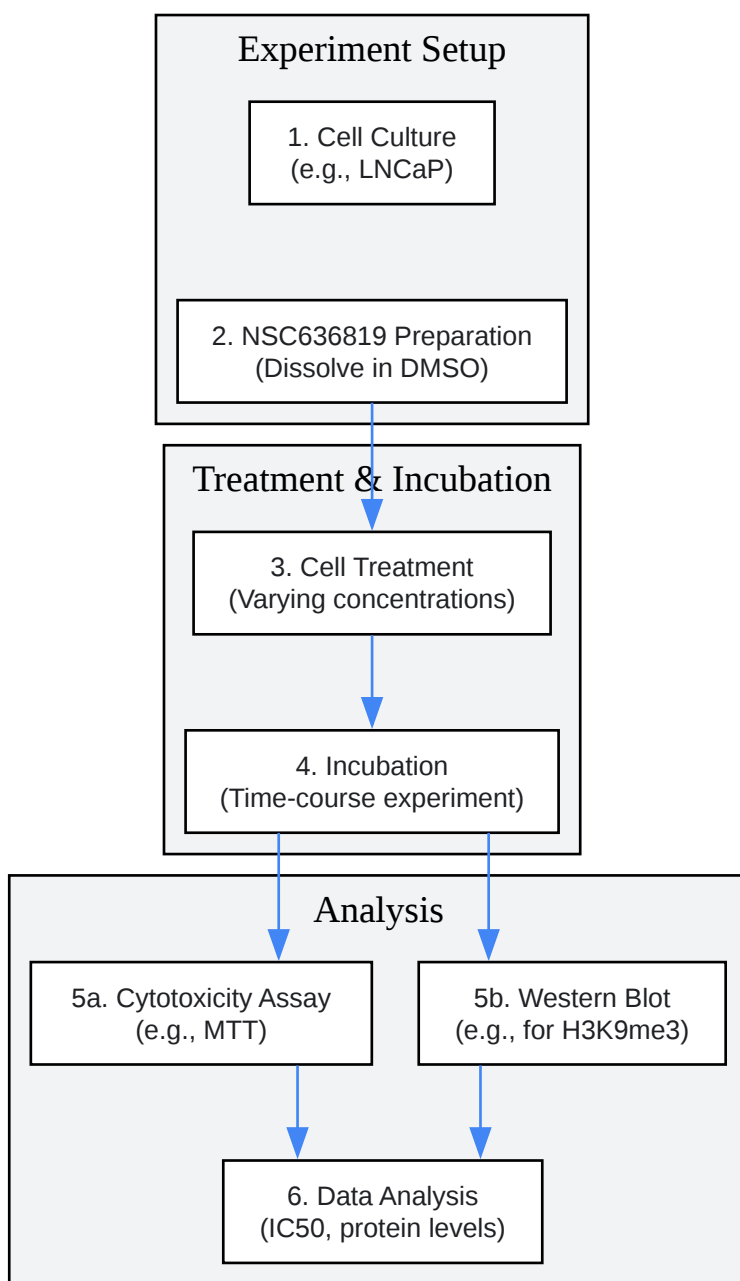 Experiment Setup
1. Cell Culture
(e.g., LNCaP)
2. NSC636819 Preparation
(Dissolve in DMSO)
Treatment & Incubation
3. Cell Treatment
(Varying concentrations)
4. Incubation
(Time-course experiment)
Analysis
5a. Cytotoxicity Assay
(e.g., MTT)
5b. Western Blot
(e.g., for H3K9me3)
6. Data Analysis
(IC50, protein levels)